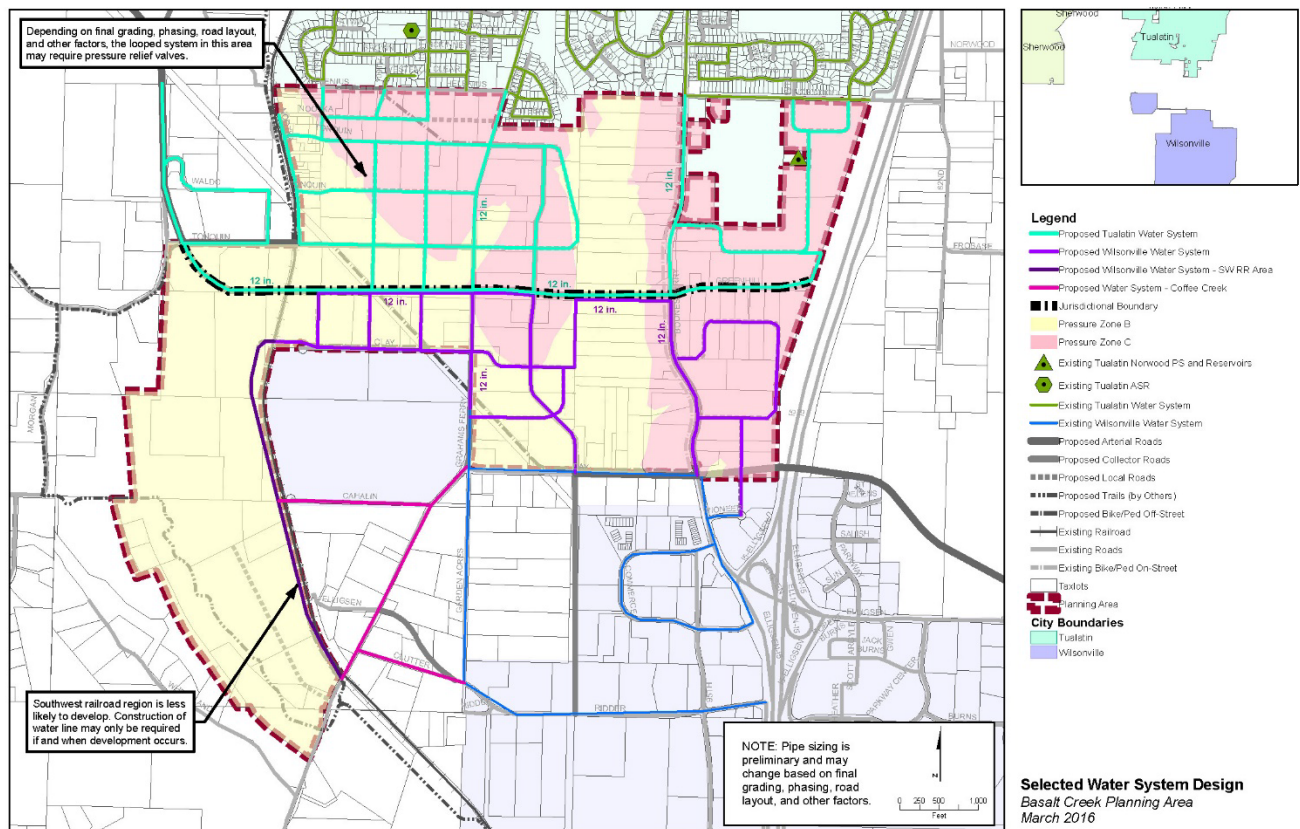 Depending on final grading, phasing, road layout,
and other factors, the looped system in this area
may require pressure relief valves.
NORWOOD
Sherwood
Tualatin
Sherwood
Wilsonville
WALDO
TONQUIN
12 in.
12 in.
12 in.
12 in.
12 in.
12 in.
12 in.
12 in.
CLAY
GRAHAMS FERRY
MORGAN
CAHALIN
GARDEN ACRES
COMMERCE
CLUTTER
RIDDER
RIDDER
BURNS
Southwest railroad region is less
likely to develop. Construction of
water line may only be required
if and when development occurs.
NOTE: Pipe sizing is
preliminary and may
change based on final
grading, phasing, road
layout, and other factors.
N
0 250 500 1,000
Feet
Legend
Proposed Tualatin Water System
Proposed Wilsonville Water System
Proposed Wilsonville Water System - SW RR Area
Proposed Water System - Coffee Creek
Jurisdictional Boundary
Pressure Zone B
Pressure Zone C
Existing Tualatin Norwood PS and Reservoirs
Existing Tualatin ASR
Existing Tualatin Water System
Existing Wilsonville Water System
Proposed Arterial Roads
Proposed Collector Roads
Proposed Local Roads
Proposed Trails (by Others)
Proposed Bike/Ped Off-Street
Existing Railroad
Existing Roads
Existing Bike/Ped On-Street
Taxlots
Planning Area
City Boundaries
Tualatin
Wilsonville
Selected Water System Design
Basalt Creek Planning Area
March 2016